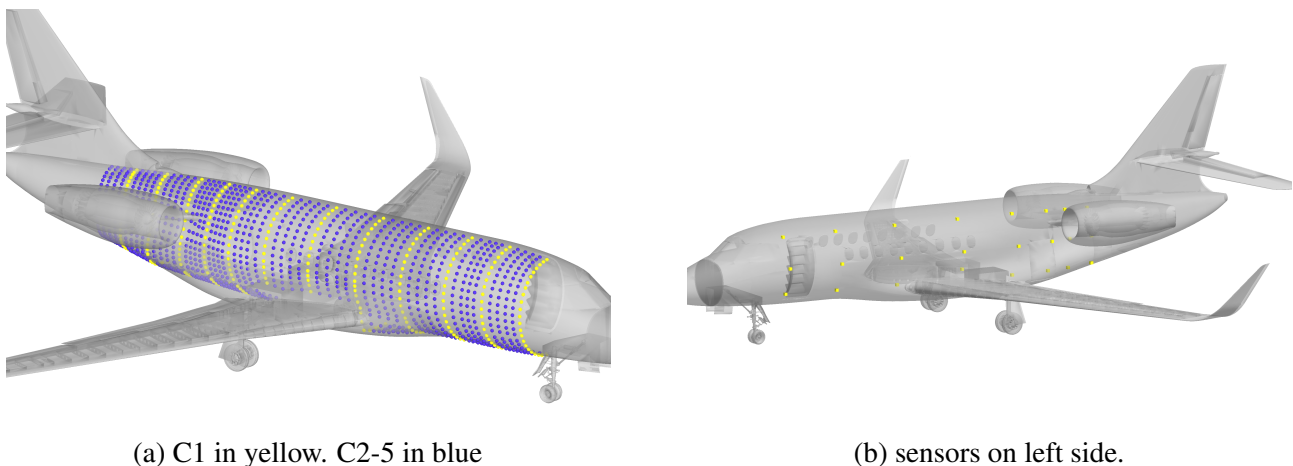 (a) C1 in yellow. C2-5 in blue
(b) sensors on left side.